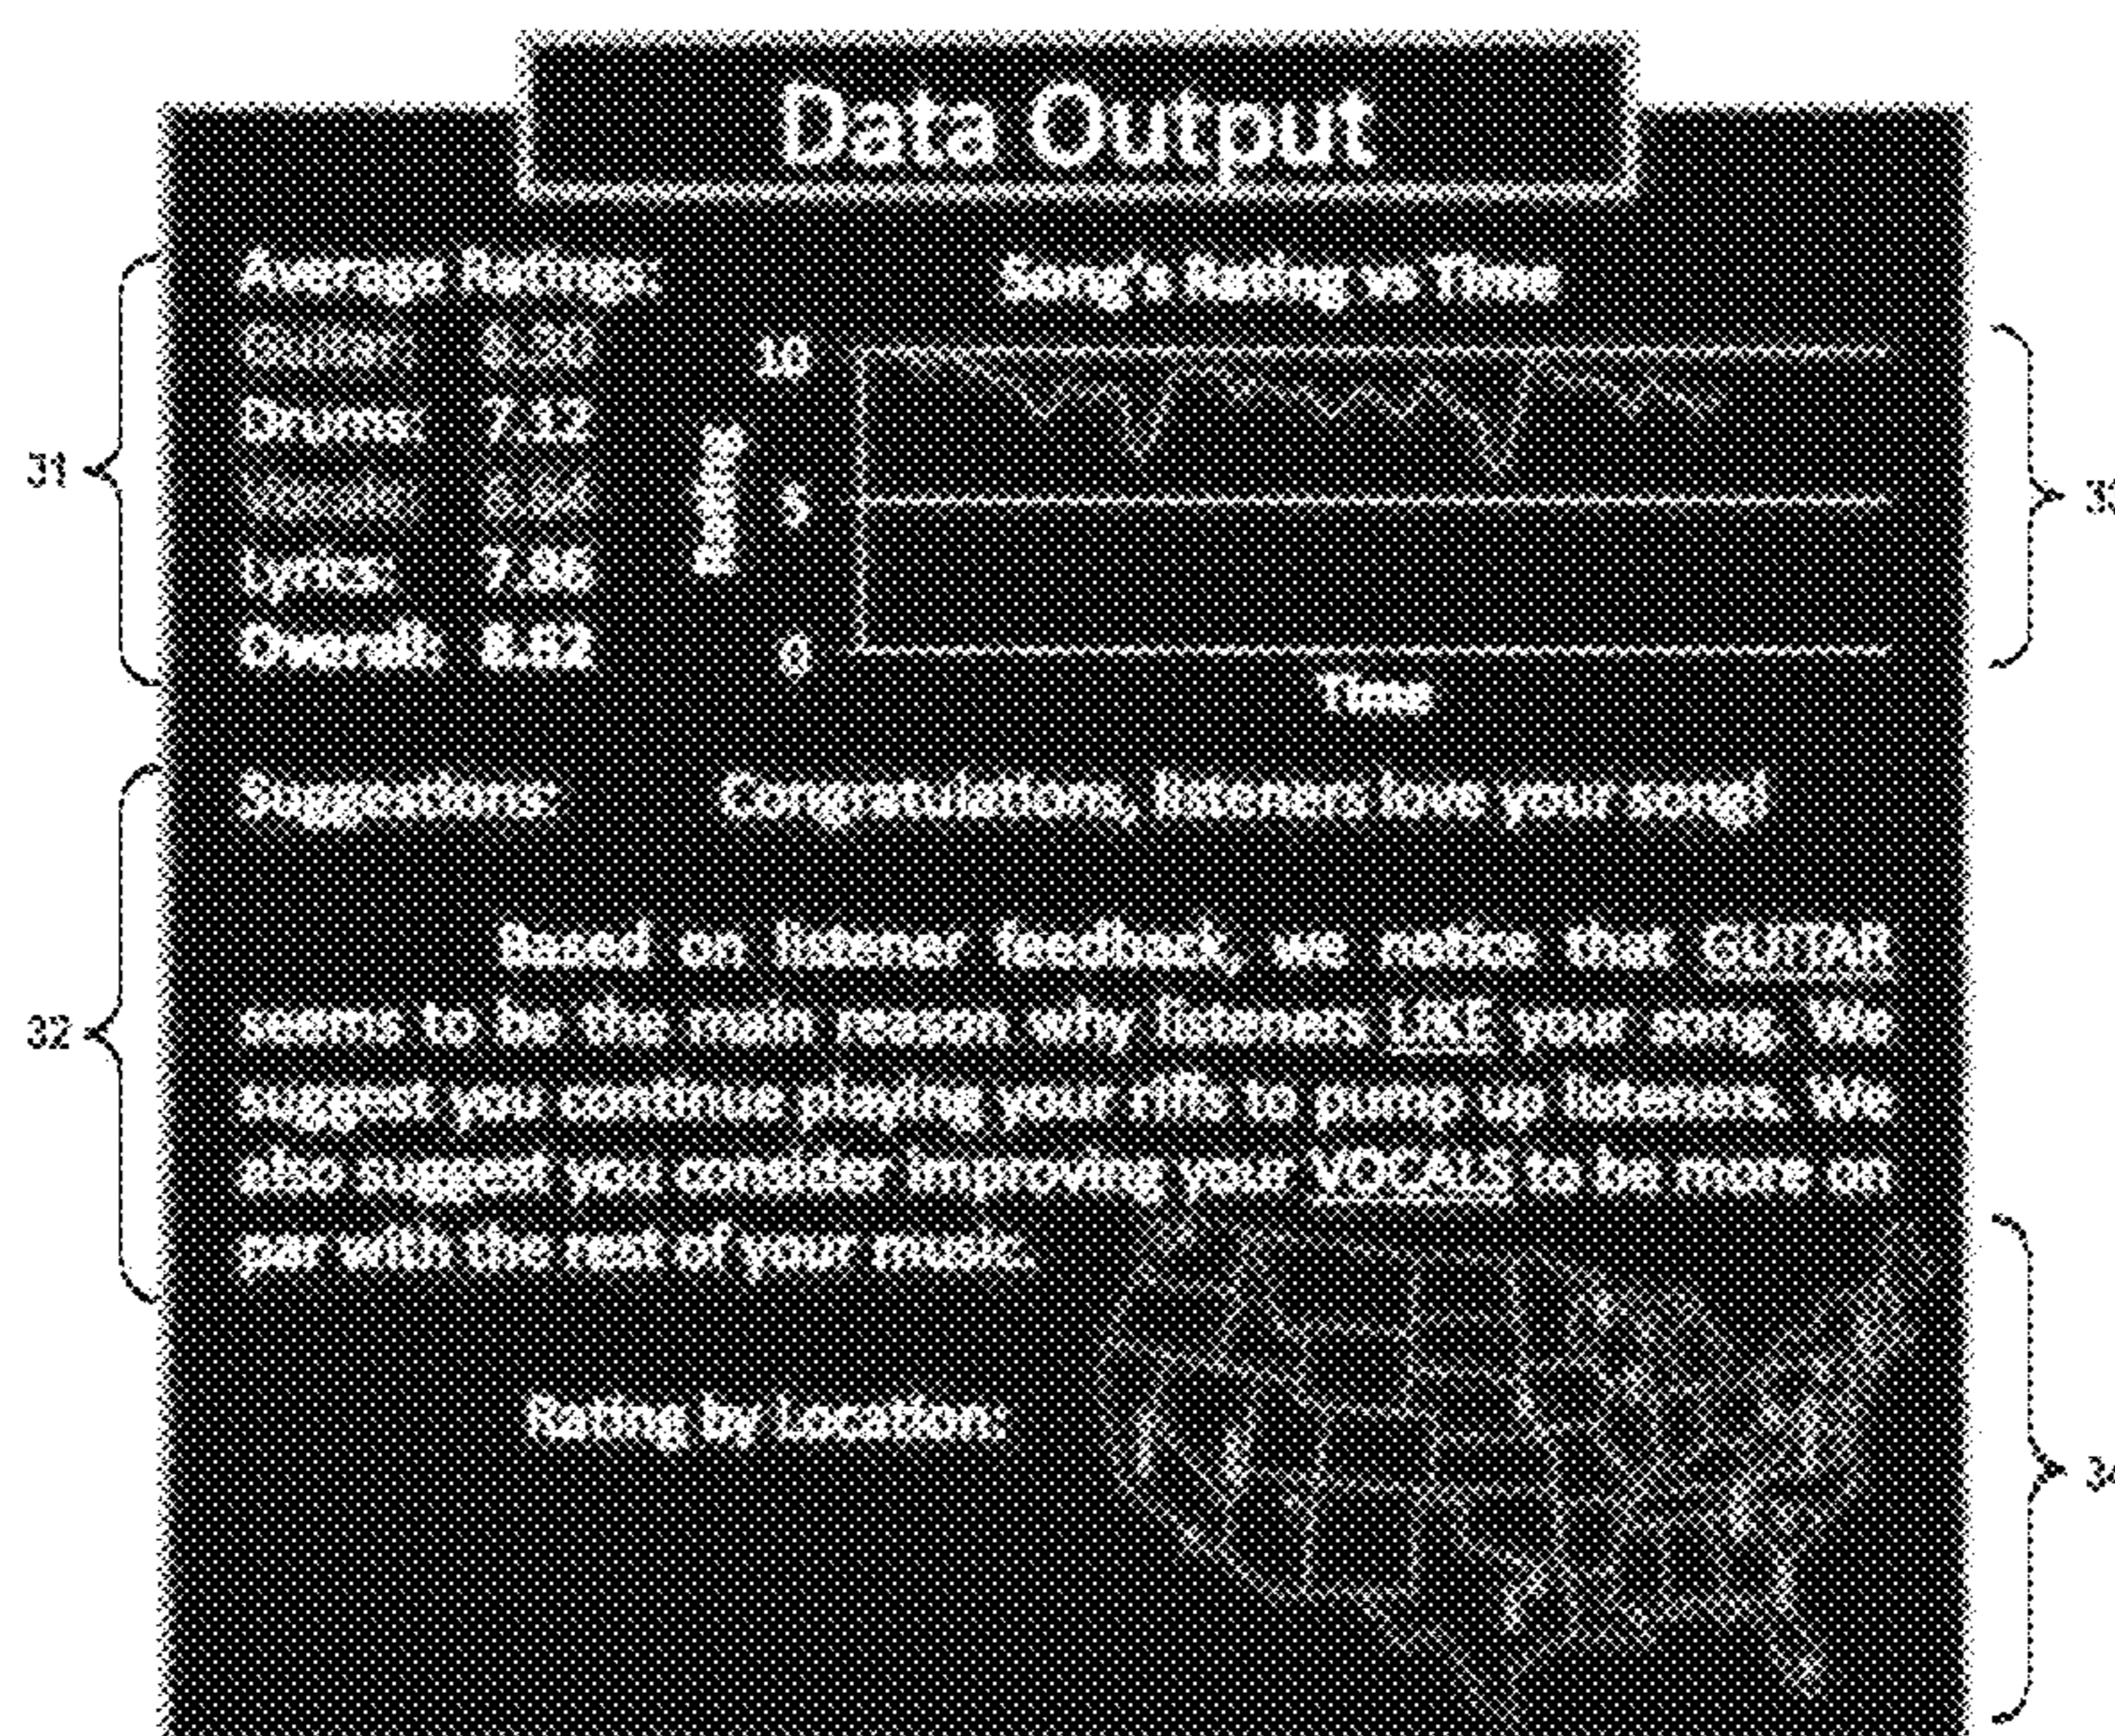 Data Output
Average Ratings:
Song's Rating vs Time
Guitar:
Drums: 7.12
Lyrics: 7.86
Overall:
Rating
10
5
0
Time
31
Suggestions: Congratulations, listeners love your song!
Based on listener feedback, we notice that GUITAR
seems to be the main reason why listeners LIKE your song. We
suggest you continue playing your riffs to pump up listeners. We
also suggest you consider improving your VOCALS to be more on
par with the rest of your music.
32
Rating by Location: